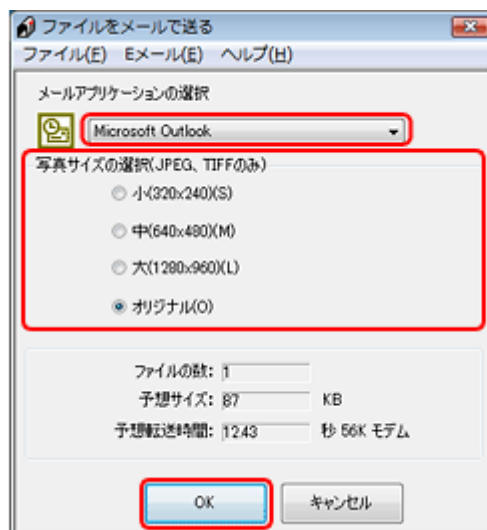 ファイルをメールで送る
ファイル(F) Eメール(E) ヘルプ(H)
メールアプリケーションの選択
Microsoft Outlook
写真サイズの選択(JPEG、TIFFのみ)
小(320x240)(S)
中(640x480)(M)
大(1280x960)(L)
オリジナル(O)
ファイルの数: 1
予想サイズ: 87 KB
予想転送時間: 12.43 秒 56K モデム
OK キャンセル